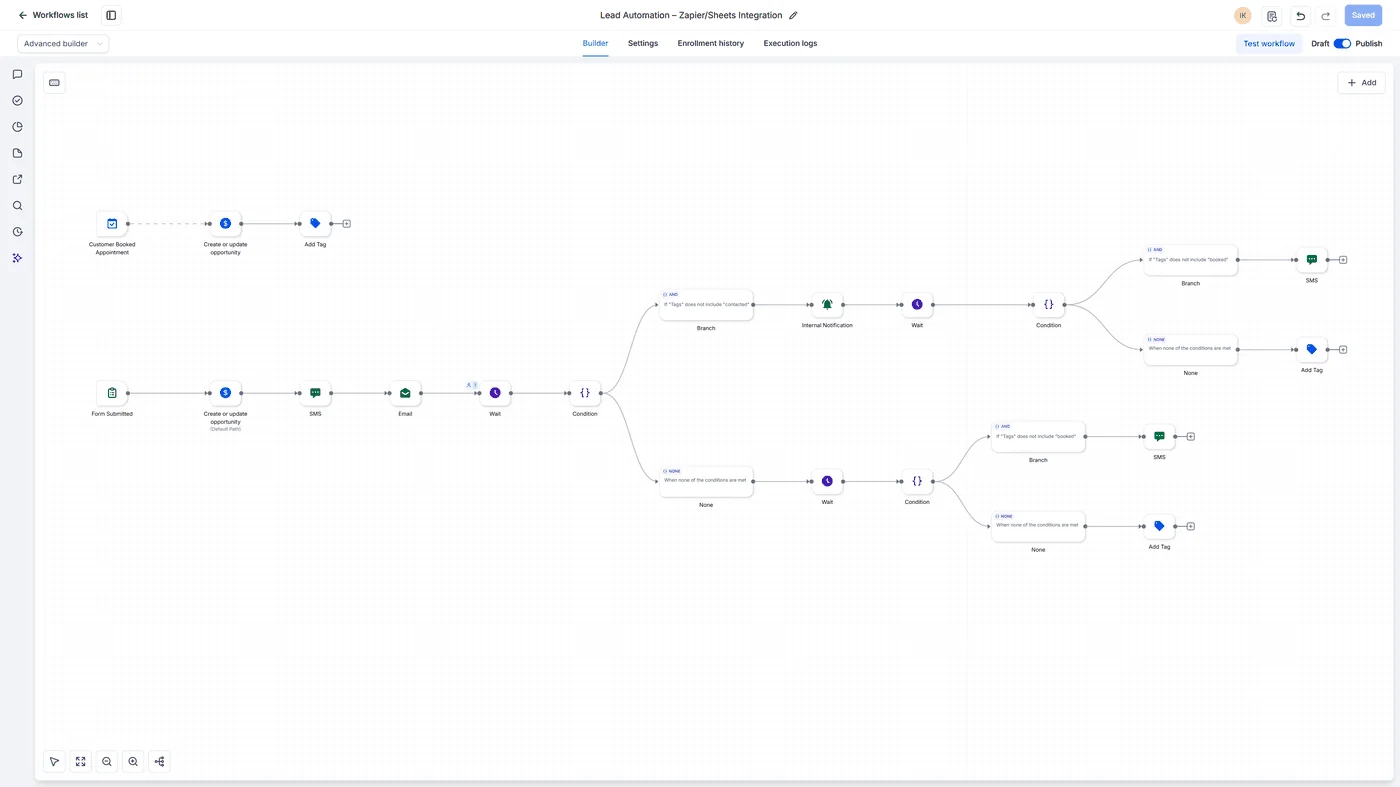 Workflows list
Lead Automation – Zapier/Sheets Integration
IK
Saved
Advanced builder
Builder
Settings
Enrollment history
Execution logs
Test workflow
Draft
Publish
Add
Customer Booked
Appointment
Create or update
opportunity
Add Tag
AND
If "Tags" does not include "booked"
Branch
SMS
AND
If "Tags" does not include "contacted"
Branch
Internal Notification
Wait
Condition
NONE
When none of the conditions are met
None
Add Tag
Form Submitted
Create or update
opportunity
(Default Path)
SMS
Email
1
Wait
Condition
AND
If "Tags" does not include "booked"
Branch
SMS
NONE
When none of the conditions are met
None
Wait
Condition
NONE
When none of the conditions are met
None
Add Tag